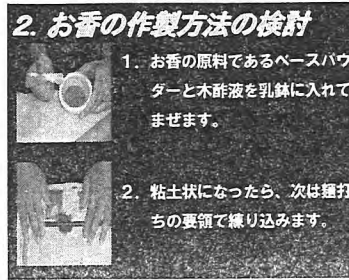 2. お香の作製方法の検討
1. お香の原料であるベースパウ
ダーと木酢液を乳鉢に入れて
まぜます。
2. 粘土状になったら、次は麺打
ちの要領で練り込みます。